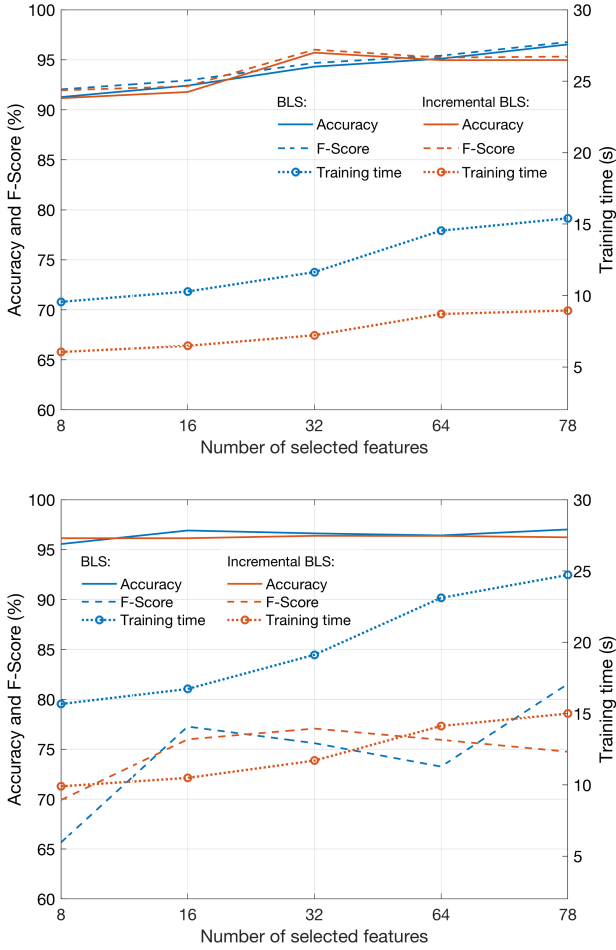 100
95
90
85
80
75
70
65
60
Accuracy and F-Score (%)
30
25
20
15
10
5
Training time (s)
BLS:
Accuracy
F-Score
Training time
Incremental BLS:
Accuracy
F-Score
Training time
8 16 32 64 78
Number of selected features
100
95
90
85
80
75
70
65
60
Accuracy and F-Score (%)
30
25
20
15
10
5
Training time (s)
BLS:
Accuracy
F-Score
Training time
Incremental BLS:
Accuracy
F-Score
Training time
8 16 32 64 78
Number of selected features